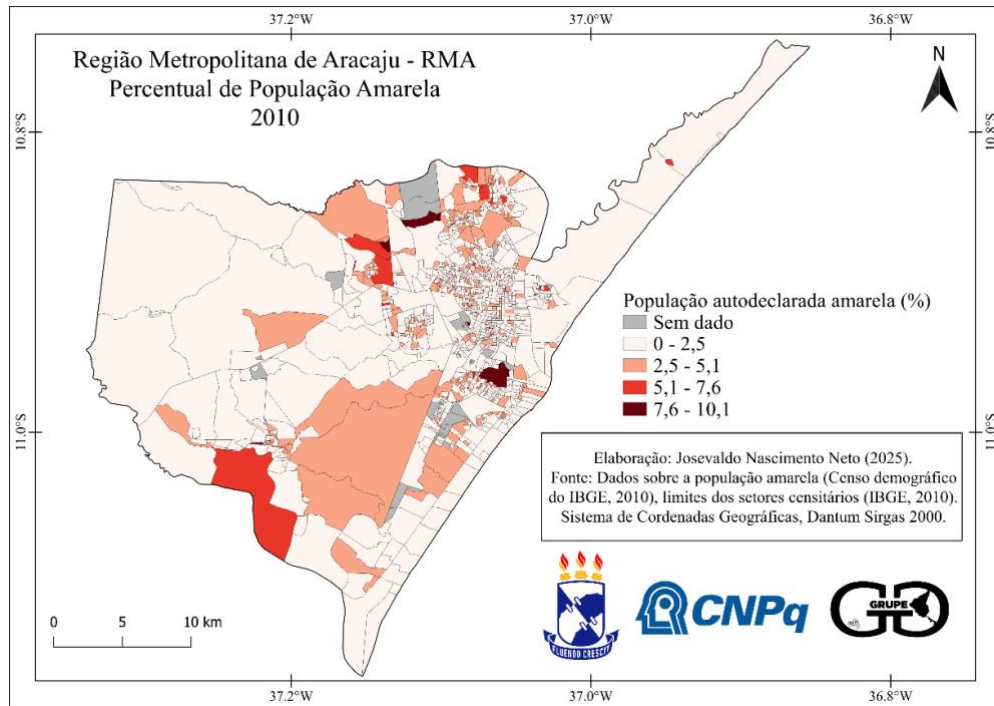 37.2°W
37.0°W
36.8°W
Região Metropolitana de Aracaju - RMA
Percentual de População Amarela
2010
N
10.8°S
10.8°S
População autodeclarada amarela (%)
Sem dado
0 - 2,5
2,5 - 5,1
5,1 - 7,6
7,6 - 10,1
11.0°S
11.0°S
Elaboração: Josevaldo Nascimento Neto (2025).
Fonte: Dados sobre a população amarela (Censo demográfico
do IBGE, 2010), limites dos setores censitários (IBGE, 2010).
Sistema de Cordenadas Geográficas, Dantum Sirgas 2000.
0 5 10 km
FLUENDO CRESCIT
CNPq
GRUPE
37.2°W
37.0°W
36.8°W